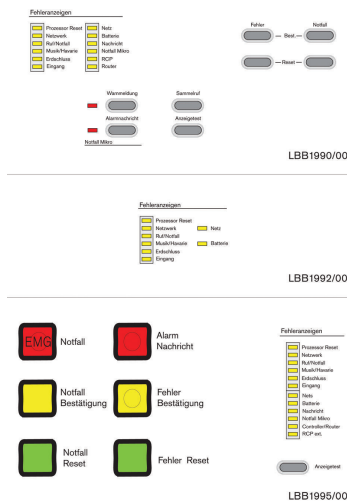 Fehleranzeigen
Prozessor Reset Netz
Netzwerk Batterie
Ruf/Notfall Nachricht
Musik/Havarie Notfall Mikro
Erdschluss RCP
Eingang Router
Fehler Notfall
Best.
Reset
Warnmeldung Sammelruf
Alarmnachricht Anzeigetest
Notfall Mikro
LBB1990/00
Fehleranzeigen
Prozessor Reset
Netzwerk Netz
Ruf/Notfall
Musik/Havarie Batterie
Erdschluss
Eingang
LBB1992/00
EMG Notfall
Alarm
Nachricht
Notfall
Bestätigung
Fehler
Bestätigung
Notfall
Reset
Fehler Reset
Fehleranzeigen
Prozessor Reset
Netzwerk
Ruf/Notfall
Musik/Havarie
Erdschluss
Eingang
Nets
Batterie
Nachricht
Notfall Mikro
Controller/Router
RCP ext.
Anzeigetest
LBB1995/00